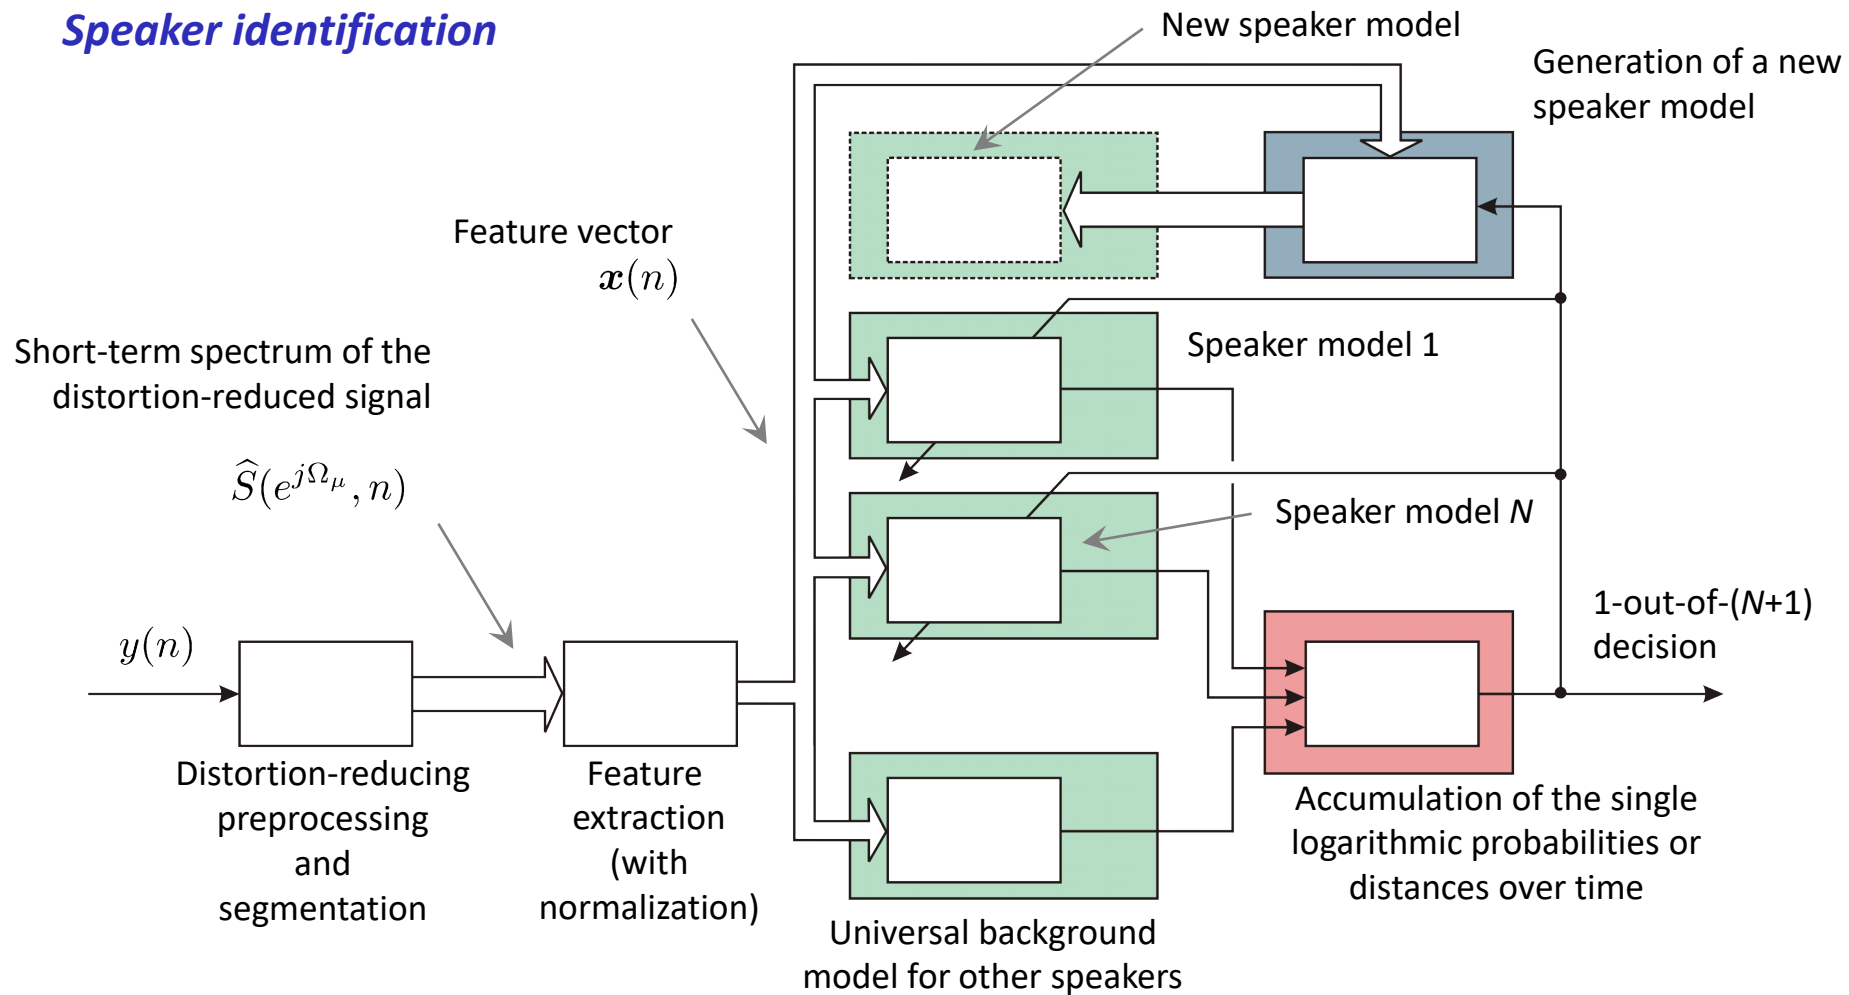 Speaker identification
New speaker model
Generation of a new
speaker model
Feature vector
x(n)
Short-term spectrum of the
distortion-reduced signal
Ŝ(e^{jΩ_μ}, n)
Speaker model 1
Speaker model N
1-out-of-(N+1)
decision
y(n)
Distortion-reducing
preprocessing
and
segmentation
Feature
extraction
(with
normalization)
Accumulation of the single
logarithmic probabilities or
distances over time
Universal background
model for other speakers